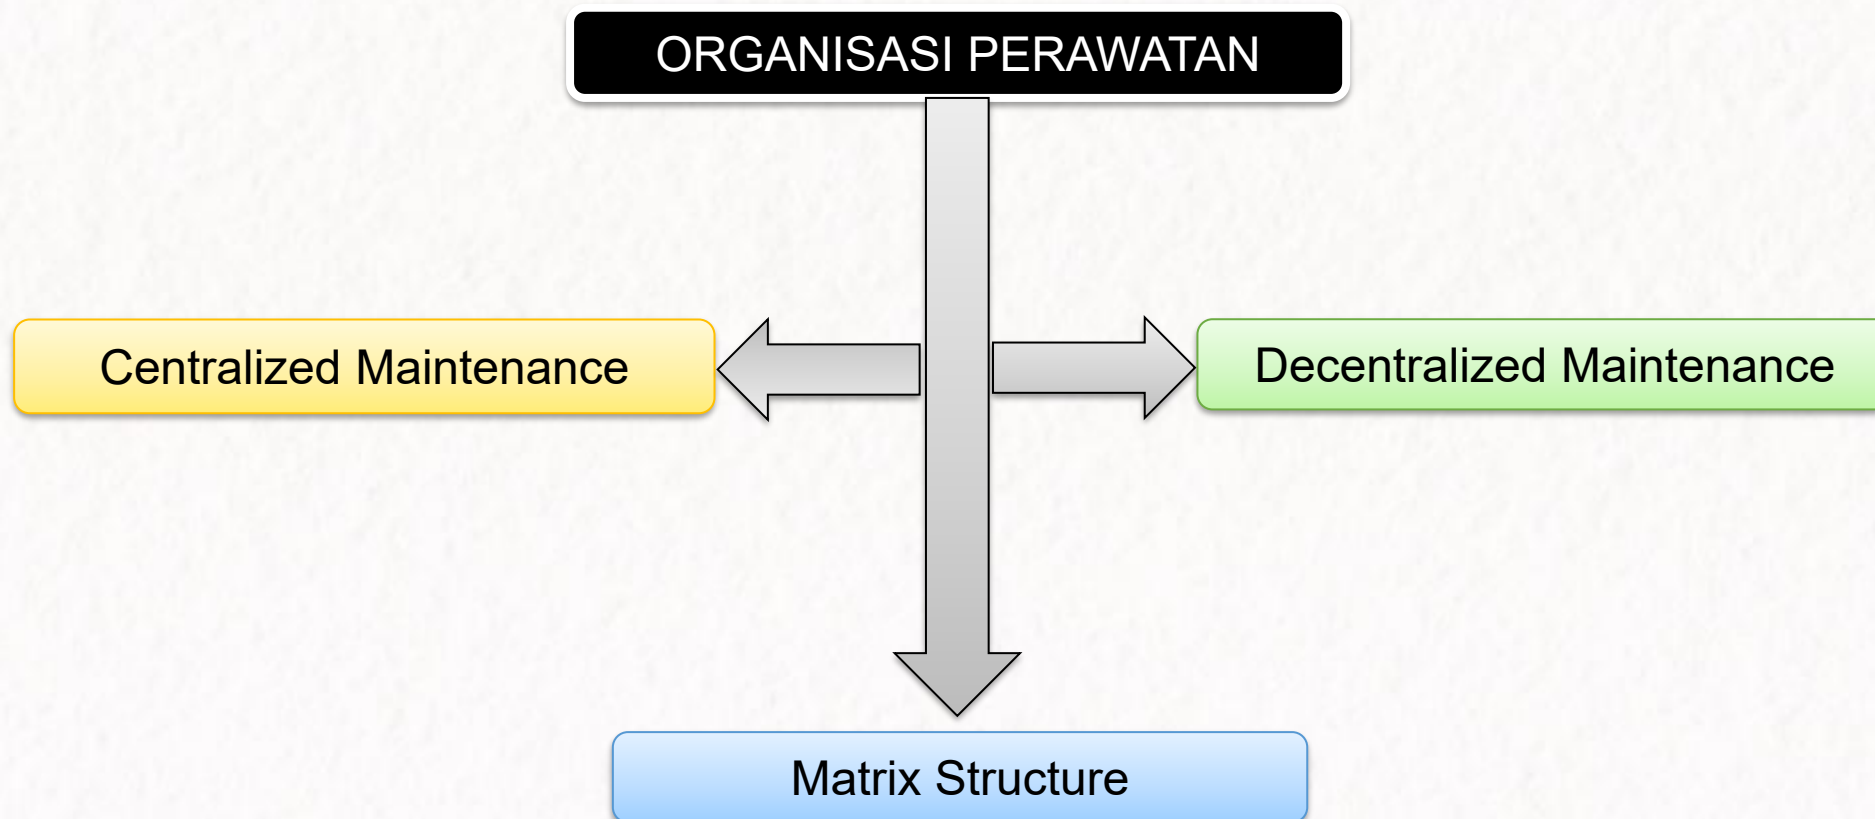 ORGANISASI PERAWATAN
Centralized Maintenance
Decentralized Maintenance
Matrix Structure